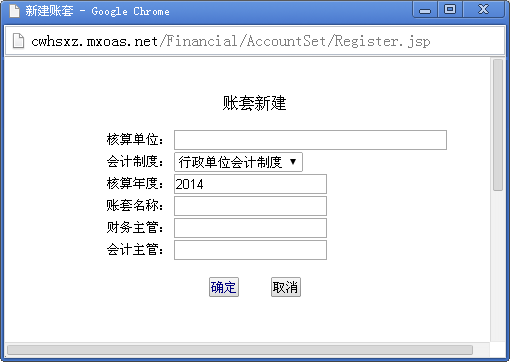 新建账套 - Google Chrome
cwhsxz.mxoas.net/Financial/AccountSet/Register.jsp
账套新建
核算单位：
会计制度： 行政单位会计制度
核算年度： 2014
账套名称：
财务主管：
会计主管：
确定 取消